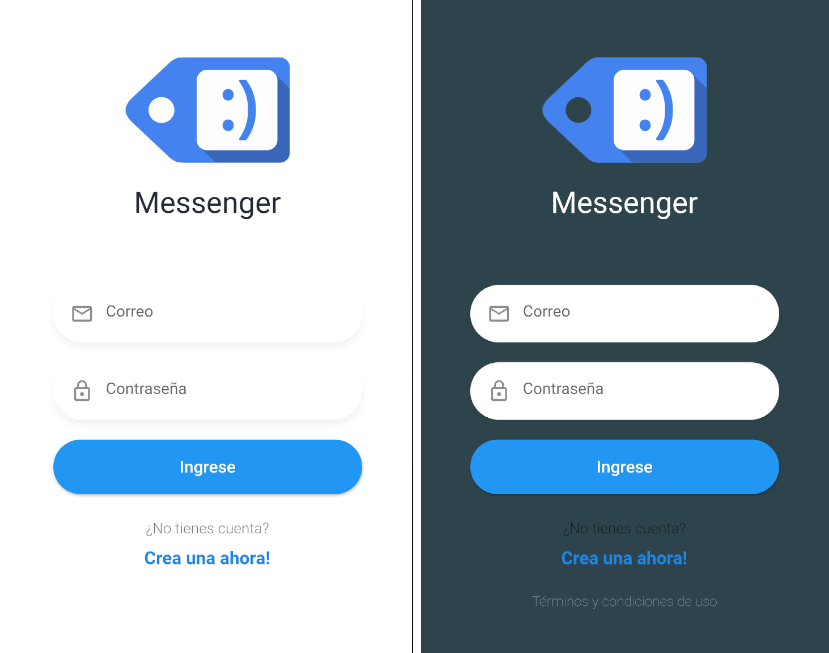 :)
Messenger
Correo
Contraseña
Ingrese
¿No tienes cuenta?
Crea una ahora!
:)
Messenger
Correo
Contraseña
Ingrese
¿No tienes cuenta?
Crea una ahora!
Términos y condiciones de uso